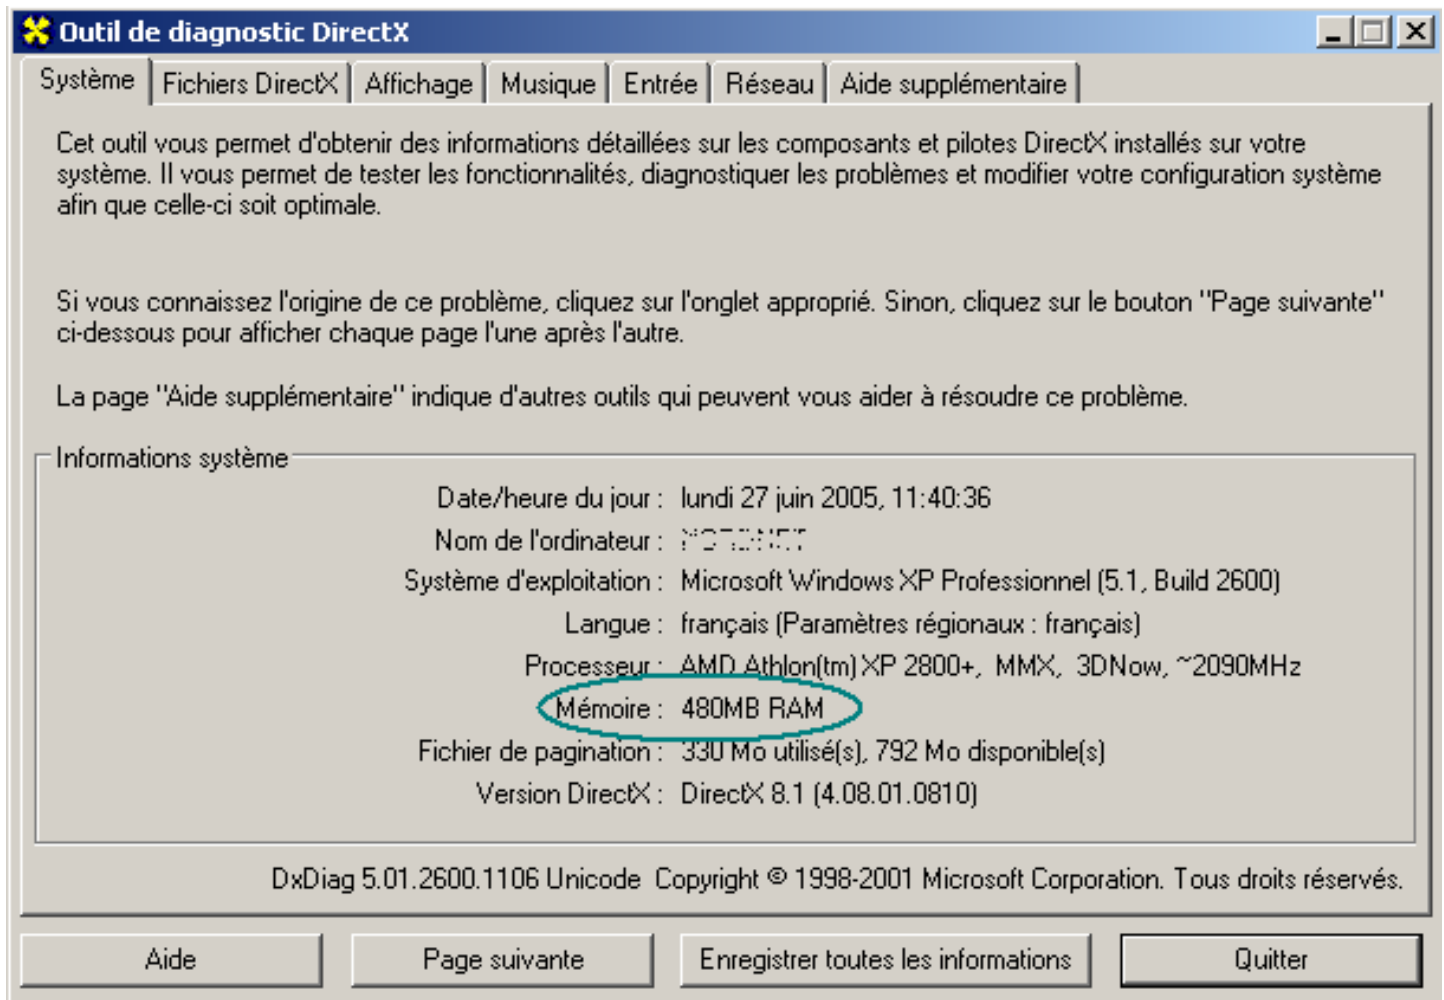 Outil de diagnostic DirectX
Système Fichiers DirectX Affichage Musique Entrée Réseau Aide supplémentaire
Cet outil vous permet d'obtenir des informations détaillées sur les composants et pilotes DirectX installés sur votre
système. Il vous permet de tester les fonctionnalités, diagnostiquer les problèmes et modifier votre configuration système
afin que celle-ci soit optimale.
Si vous connaissez l'origine de ce problème, cliquez sur l'onglet approprié. Sinon, cliquez sur le bouton "Page suivante"
ci-dessous pour afficher chaque page l'une après l'autre.
La page "Aide supplémentaire" indique d'autres outils qui peuvent vous aider à résoudre ce problème.
Informations système
Date/heure du jour : lundi 27 juin 2005, 11:40:36
Nom de l'ordinateur :
Système d'exploitation : Microsoft Windows XP Professionnel (5.1, Build 2600)
Langue : français (Paramètres régionaux : français)
Processeur : AMD Athlon(tm) XP 2800+, MMX, 3DNow, ~2090MHz
Mémoire : 480MB RAM
Fichier de pagination : 330 Mo utilisé(s), 792 Mo disponible(s)
Version DirectX : DirectX 8.1 (4.08.01.0810)
DxDiag 5.01.2600.1106 Unicode Copyright © 1998-2001 Microsoft Corporation. Tous droits réservés.
Aide Page suivante Enregistrer toutes les informations Quitter